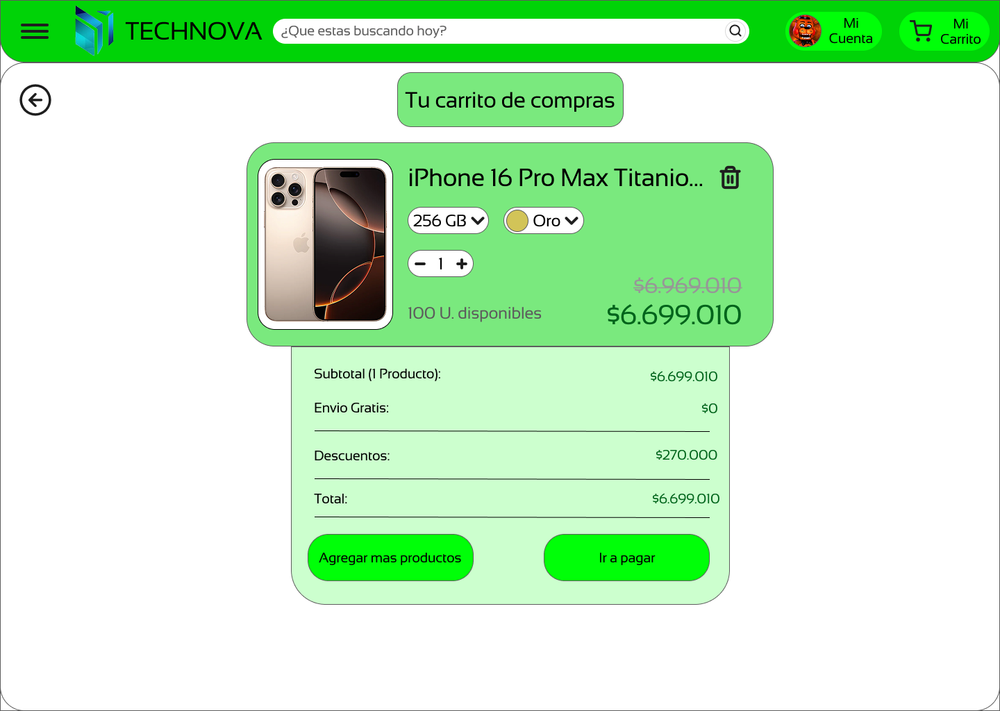 TECHNOVA
¿Que estas buscando hoy?
Mi
Cuenta
Mi
Carrito
Tu carrito de compras
iPhone 16 Pro Max Titanio...
256 GB
Oro
1
$6.969.010
100 U. disponibles
$6.699.010
Subtotal (1 Producto):
$6.699.010
Envio Gratis:
$0
Descuentos:
$270.000
Total:
$6.699.010
Agregar mas productos
Ir a pagar